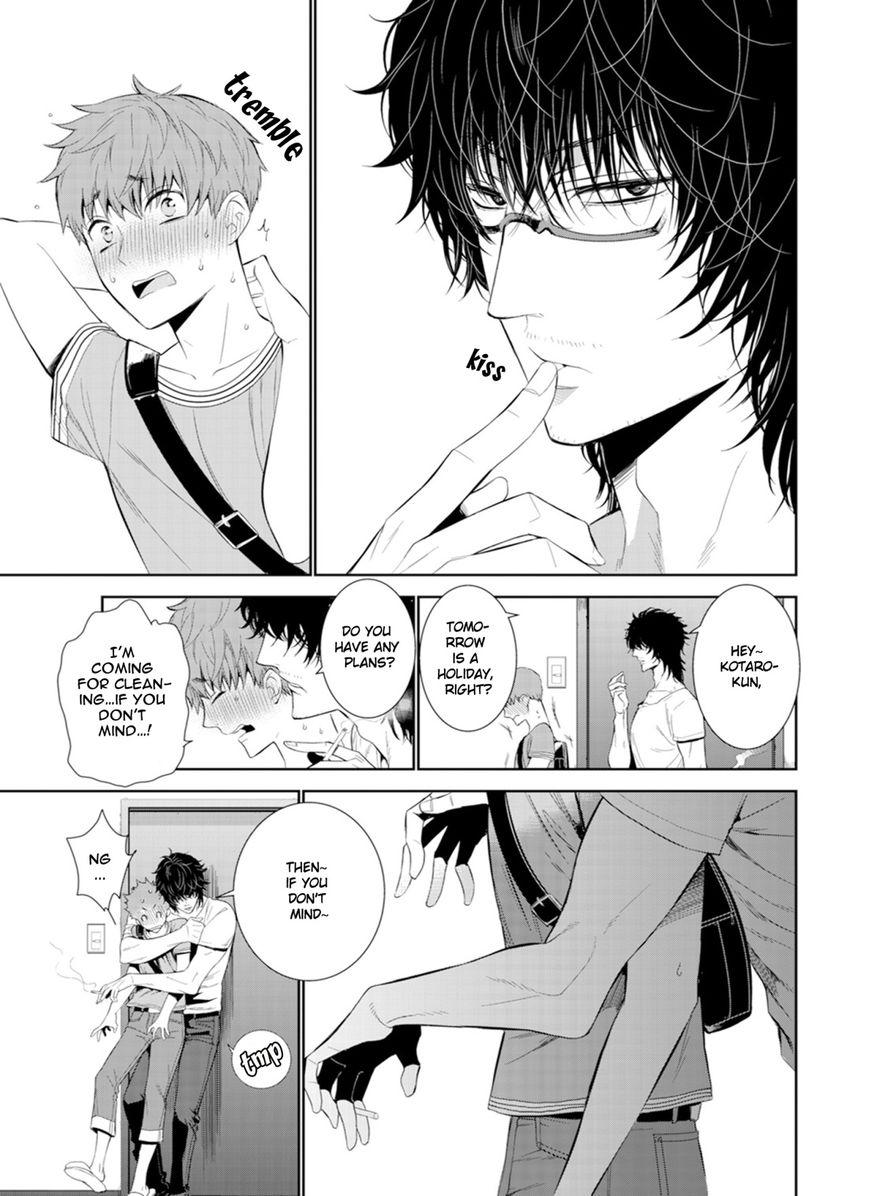 kiss
tremble
HEY~
KOTARO-
KUN,
TOMO-
RROW
IS A
HOLIDAY,
RIGHT?
DO YOU
HAVE ANY
PLANS?
I'M
COMING
FOR CLEAN-
ING...IF YOU
DON'T
MIND...!
THEN~
IF YOU
DON'T
MIND~
NG
...
tmp